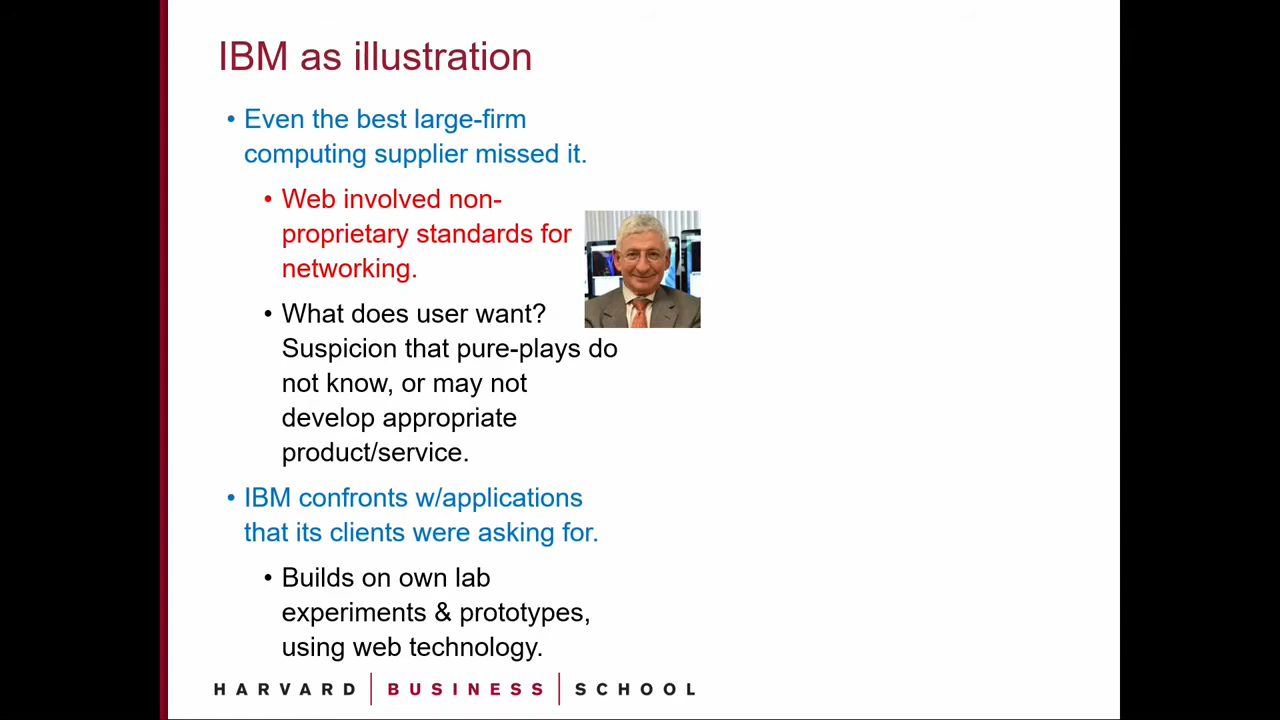 IBM as illustration
• Even the best large-firm
computing supplier missed it.
• Web involved non-
proprietary standards for
networking.
• What does user want?
Suspicion that pure-plays do
not know, or may not
develop appropriate
product/service.
• IBM confronts w/applications
that its clients were asking for.
• Builds on own lab
experiments & prototypes,
using web technology.
HARVARD | BUSINESS | SCHOOL